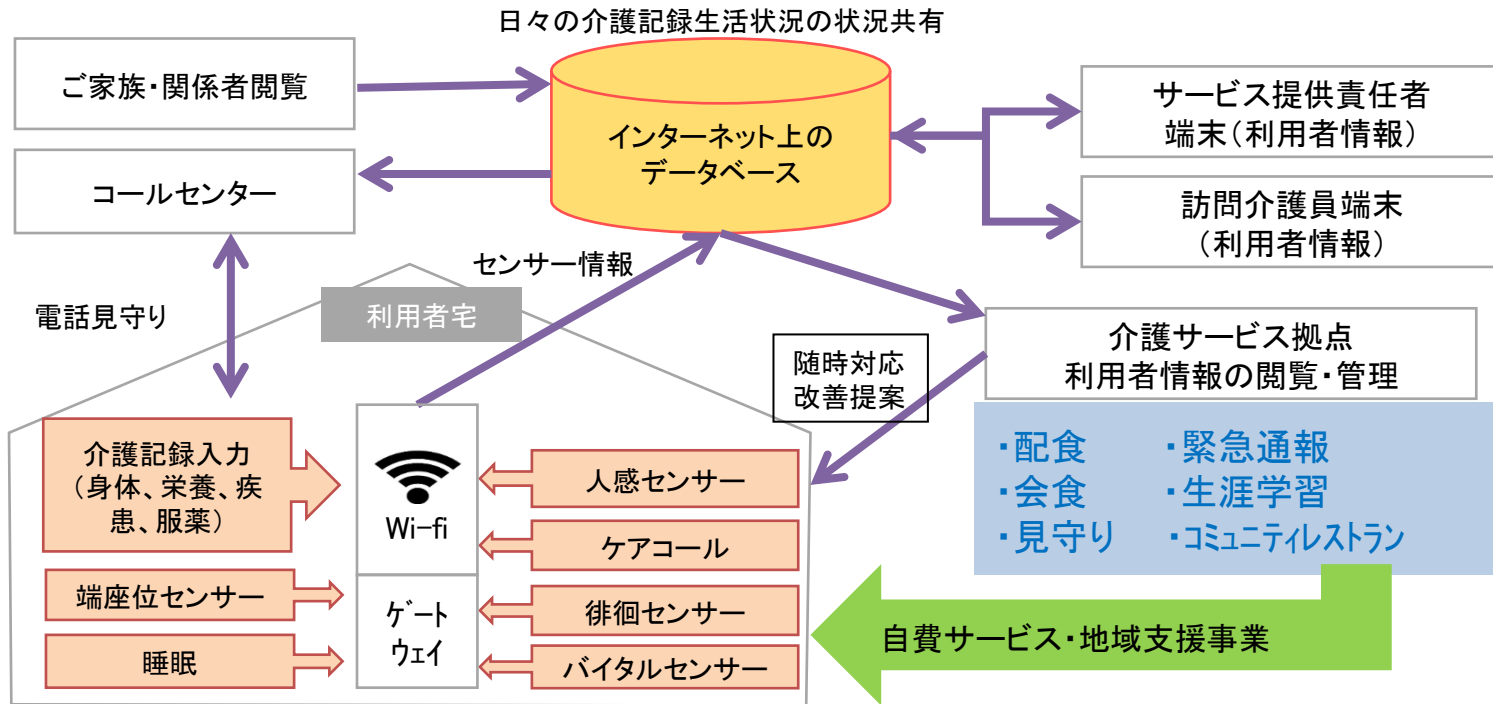 日々の介護記録生活状況の状況共有
ご家族・関係者閲覧
インターネット上の
データベース
サービス提供責任者
端末(利用者情報)
コールセンター
訪問介護員端末
(利用者情報)
センサー情報
電話見守り
利用者宅
介護サービス拠点
利用者情報の閲覧・管理
随時対応
改善提案
・配食
・緊急通報
・会食
・生涯学習
・見守り
・コミュニティレストラン
介護記録入力
(身体、栄養、疾
患、服薬)
Wi-fi
人感センサー
ケアコール
端座位センサー
ゲート
ウェイ
徘徊センサー
睡眠
バイタルセンサー
自費サービス・地域支援事業